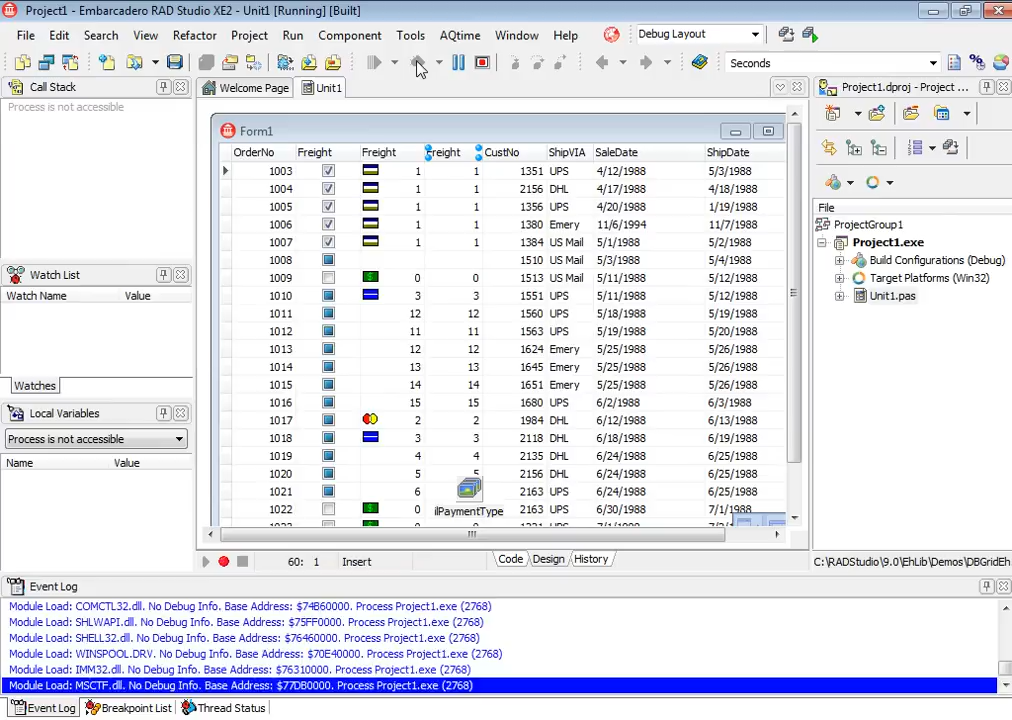 Project1 - Embarcadero RAD Studio XE2 - Unit1 [Running] [Built]
File Edit Search View Refactor Project Run Component Tools AQtime Window Help Debug Layout
Seconds
Call Stack Welcome Page Unit1 Project1.dproj - Project ...
Process is not accessible
Form1
OrderNo Freight Freight Freight CustNo ShipVIA SaleDate ShipDate
1003 1 1 1351 UPS 4/12/1988 5/3/1988
1004 1 1 2156 DHL 4/17/1988 4/18/1988
1005 1 1 1356 UPS 4/20/1988 1/19/1988
1006 1 1 1380 Emery 11/6/1994 11/7/1988
1007 1 1 1384 US Mail 5/1/1988 5/2/1988
1008 1510 US Mail 5/3/1988 5/4/1988
1009 0 0 1513 US Mail 5/11/1988 5/12/1988
1010 3 3 1551 UPS 5/11/1988 5/12/1988
1011 12 12 1560 UPS 5/18/1988 5/19/1988
1012 11 11 1563 UPS 5/19/1988 5/20/1988
1013 12 12 1624 Emery 5/25/1988 5/26/1988
1014 13 13 1645 Emery 5/25/1988 5/26/1988
1015 14 14 1651 Emery 5/25/1988 5/26/1988
1016 15 15 1680 UPS 6/2/1988 6/3/1988
1017 2 2 1984 DHL 6/12/1988 6/13/1988
1018 3 3 2118 DHL 6/18/1988 6/19/1988
1019 4 4 2135 DHL 6/24/1988 6/25/1988
1020 5 5 2156 DHL 6/24/1988 6/25/1988
1021 6 2163 UPS 6/24/1988 6/25/1988
1022 0 2163 UPS 6/30/1988 7/1/1988
ilPaymentType
Watch List
Watch Name Value
Watches
Local Variables
Process is not accessible
Name Value
File
ProjectGroup1
Project1.exe
Build Configurations (Debug)
Target Platforms (Win32)
Unit1.pas
60: 1 Insert Code Design History
C:\RADStudio\9.0\EhLib\Demos\DBGridEh
Event Log
Module Load: COMCTL32.dll. No Debug Info. Base Address: $74B60000. Process Project1.exe (2768)
Module Load: SHLWAPI.dll. No Debug Info. Base Address: $75FF0000. Process Project1.exe (2768)
Module Load: SHELL32.dll. No Debug Info. Base Address: $76460000. Process Project1.exe (2768)
Module Load: WINSPOOL.DRV. No Debug Info. Base Address: $70E40000. Process Project1.exe (2768)
Module Load: IMM32.dll. No Debug Info. Base Address: $76310000. Process Project1.exe (2768)
Module Load: MSCTF.dll. No Debug Info. Base Address: $77DB0000. Process Project1.exe (2768)
Event Log Breakpoint List Thread Status